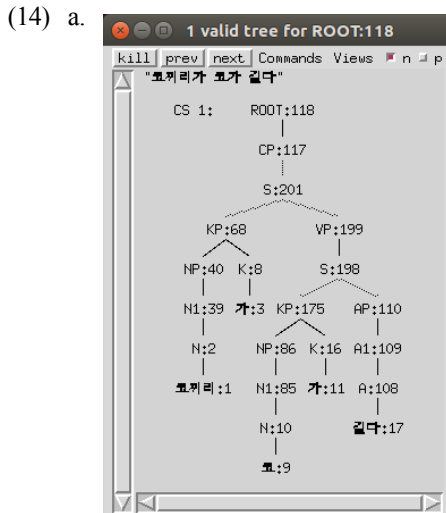 (14) a.
1 valid tree for ROOT:118
kill prev next Commands Views n p
"코끼리가 코가 길다"
CS 1: ROOT:118
CP:117
S:201
KP:68 VP:199
NP:40 K:8 S:198
N1:39 가:3 KP:175 AP:110
N:2 NP:86 K:16 A1:109
코끼리:1 N1:85 가:11 A:108
N:10 길다:17
코:9